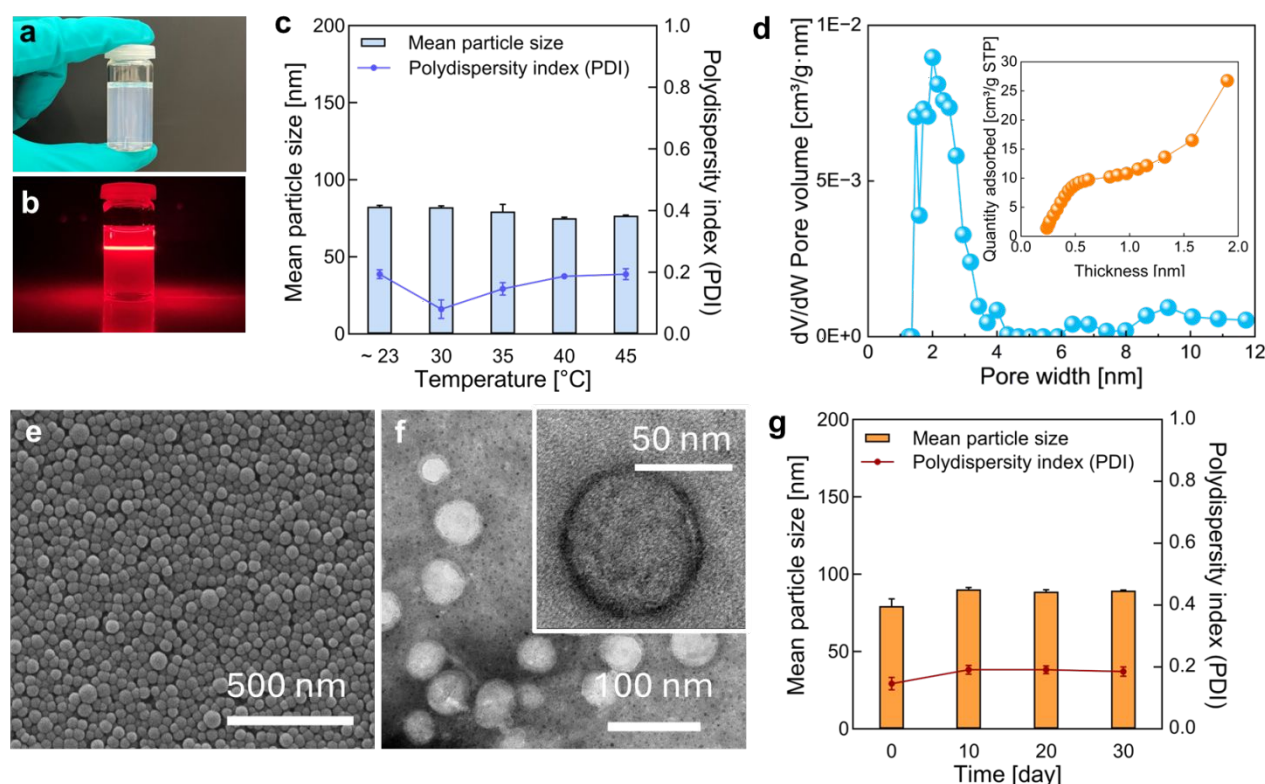 a
b
c
200
150
100
50
0
Mean particle size [nm]
Mean particle size
Polydispersity index (PDI)
1.0
0.8
0.6
0.4
0.2
0.0
Polydispersity index (PDI)
~ 23
30
35
40
45
Temperature [°C]
d
1E-2
5E-3
0E+0
dV/dW Pore volume [cm³/g·nm]
0
2
4
6
8
10
12
Pore width [nm]
30
25
20
15
10
5
0
Quantity adsorbed [cm³/g STP]
0.0
0.5
1.0
1.5
2.0
Thickness [nm]
e
500 nm
f
50 nm
100 nm
g
200
150
100
50
0
Mean particle size [nm]
Mean particle size
Polydispersity index (PDI)
1.0
0.8
0.6
0.4
0.2
0.0
Polydispersity index (PDI)
0
10
20
30
Time [day]